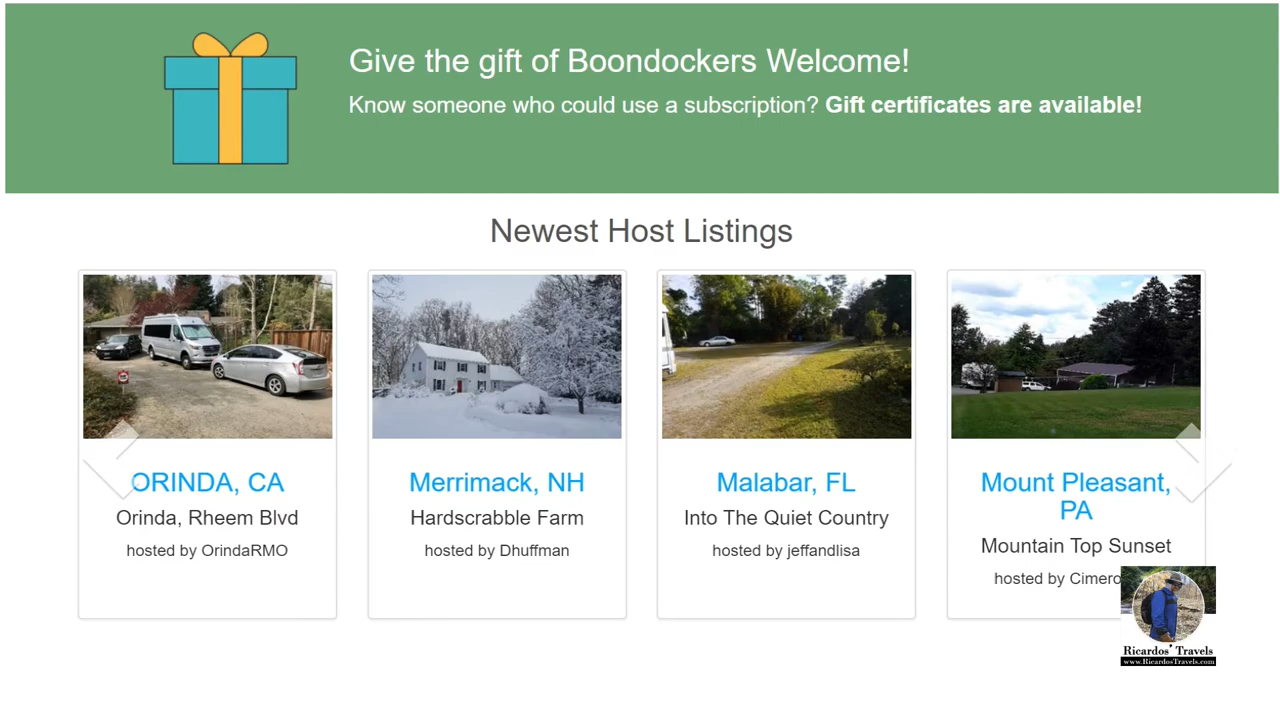 Give the gift of Boondockers Welcome!
Know someone who could use a subscription? Gift certificates are available!
Newest Host Listings
ORINDA, CA
Orinda, Rheem Blvd
hosted by OrindaRMO
Merrimack, NH
Hardscrabble Farm
hosted by Dhuffman
Malabar, FL
Into The Quiet Country
hosted by jeffandlisa
Mount Pleasant,
PA
Mountain Top Sunset
hosted by
Ricardos' Travels
www.RicardosTravels.com